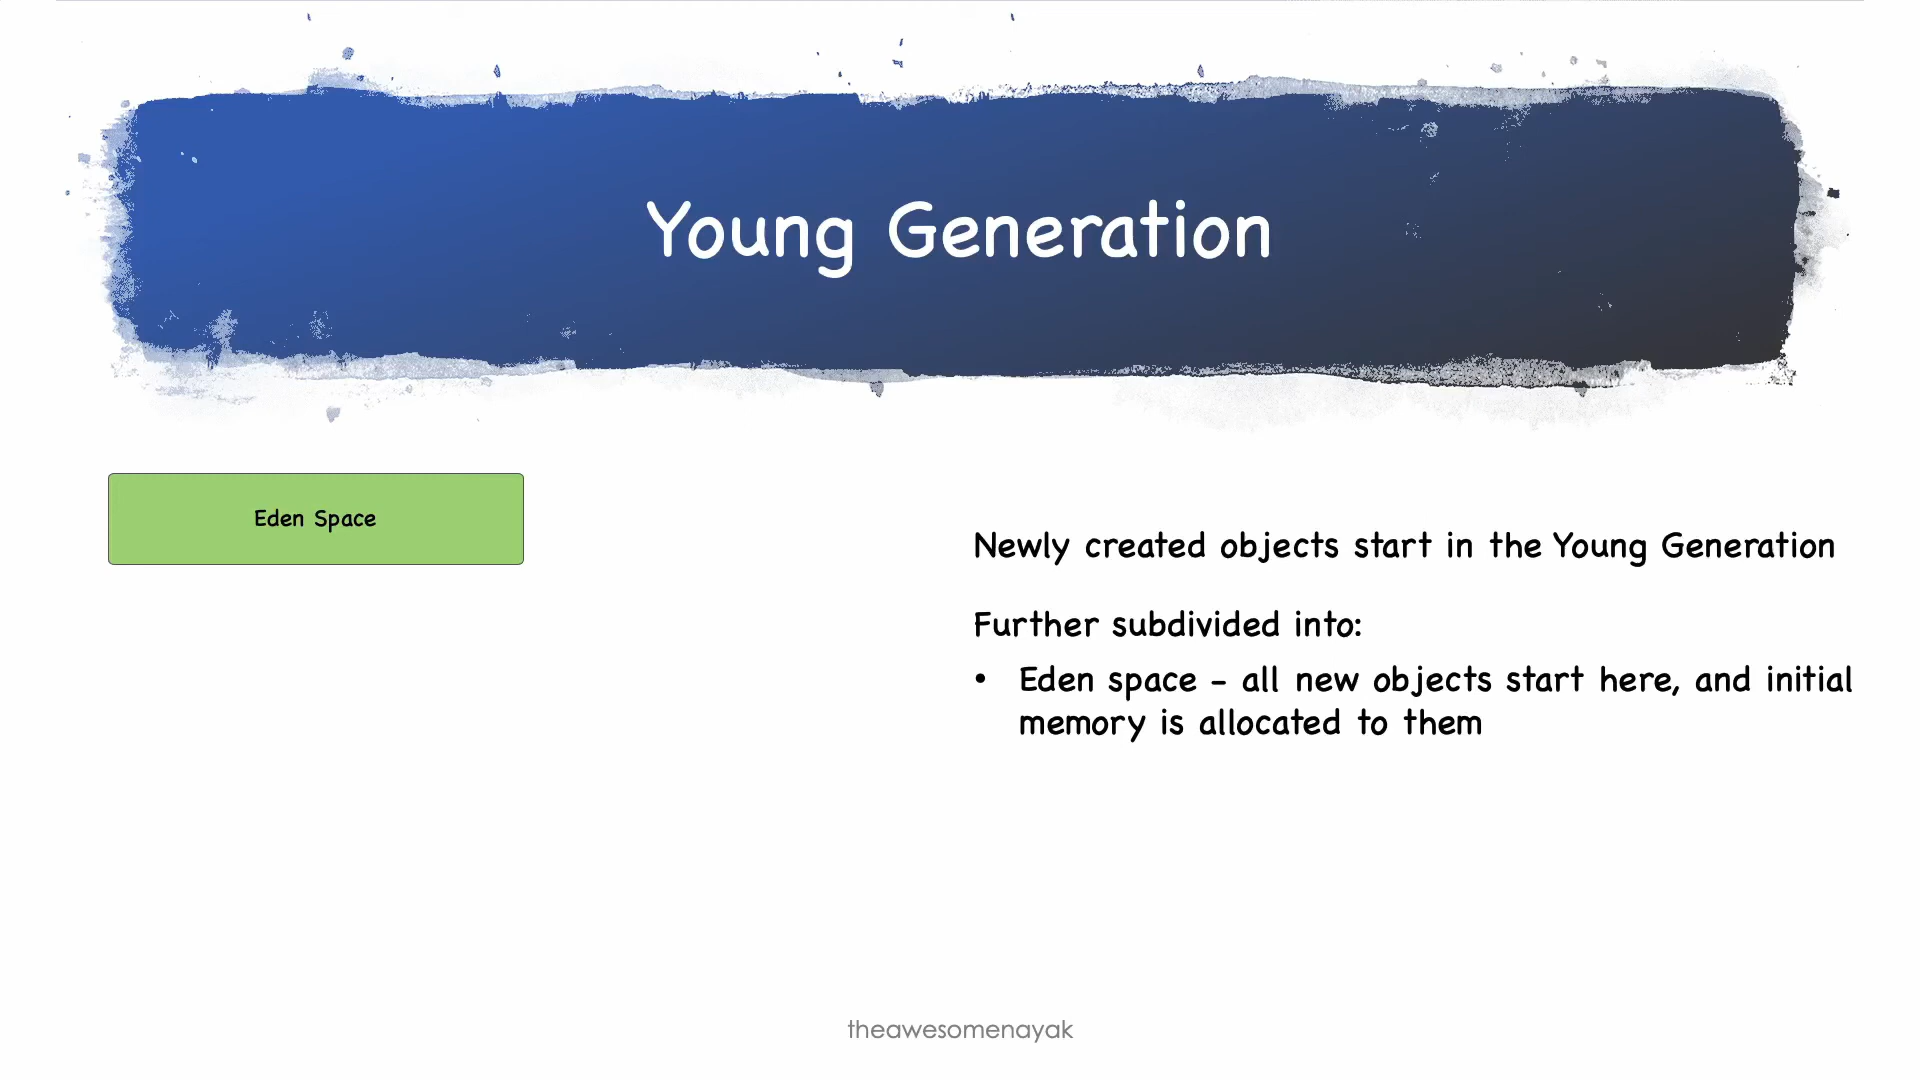 Young Generation
Eden Space
Newly created objects start in the Young Generation
Further subdivided into:
• Eden space - all new objects start here, and initial
memory is allocated to them
theawesomenayak